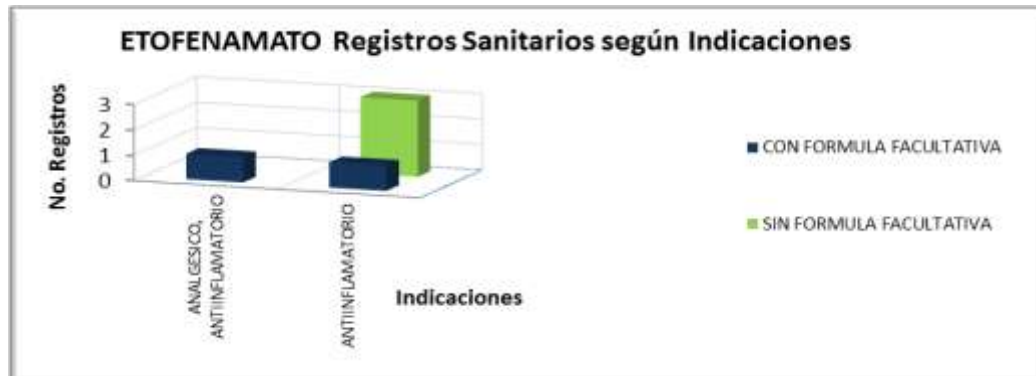 ETOFENAMATO Registros Sanitarios según Indicaciones
No. Registros
3
2
1
0
ANALGESICO,
ANTIINFLAMATORIO
ANTIINFLAMATORIO
Indicaciones
CON FORMULA FACULTATIVA
SIN FORMULA FACULTATIVA